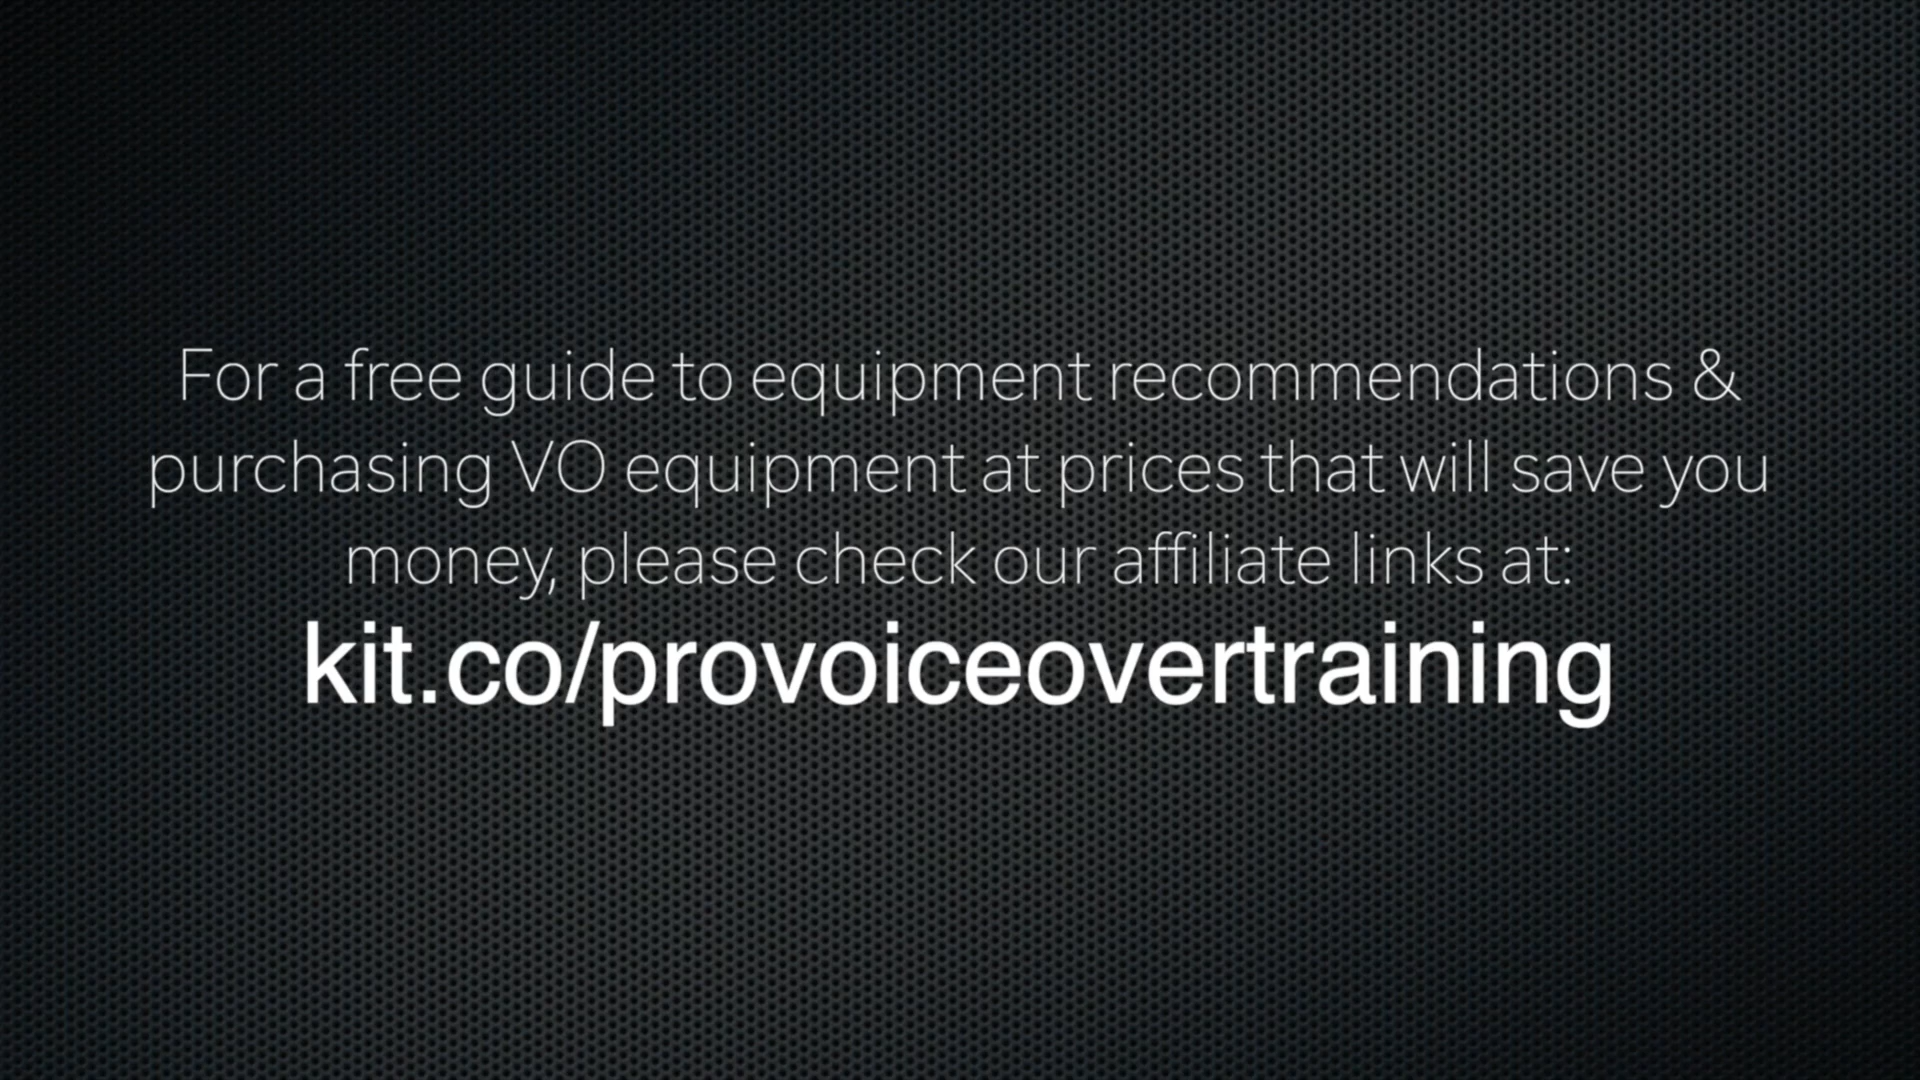 For a free guide to equipment recommendations &
purchasing VO equipment at prices that will save you
money, please check our affiliate links at:
kit.co/provoiceovertraining